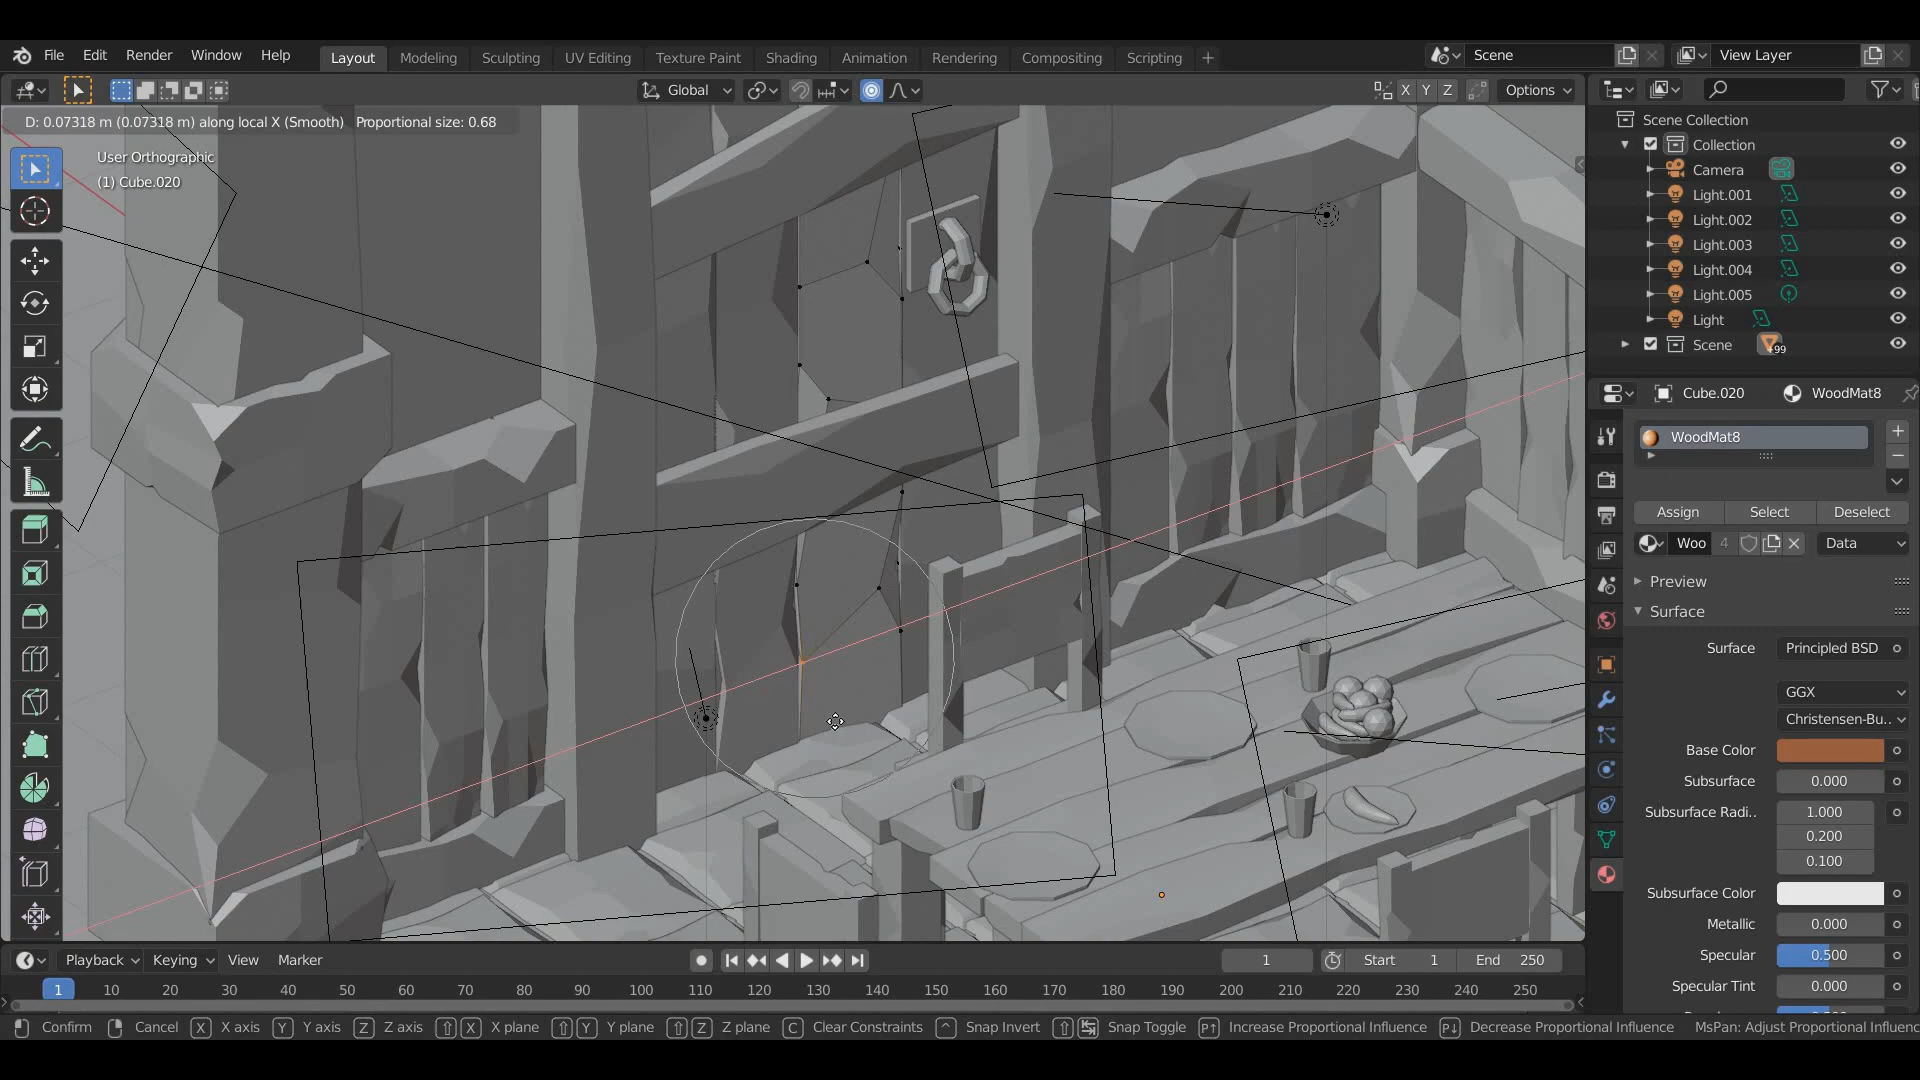 File Edit Render Window Help
Layout Modeling Sculpting UV Editing Texture Paint Shading Animation Rendering Compositing Scripting +
Scene
View Layer
Global
X Y Z
Options
D: 0.07318 m (0.07318 m) along local X (Smooth) Proportional size: 0.68
User Orthographic
(1) Cube.020
Scene Collection
Collection
Camera
Light.001
Light.002
Light.003
Light.004
Light.005
Light
Scene
+99
Cube.020
WoodMat8
WoodMat8
Assign Select Deselect
Woo 4
Data
Preview
Surface
Surface Principled BSD
GGX
Christensen-Bu..
Base Color
Subsurface 0.000
Subsurface Radi.. 1.000
0.200
0.100
Subsurface Color
Metallic 0.000
Specular 0.500
Specular Tint 0.000
Playback Keying View Marker
1
Start 1
End 250
1 10 20 30 40 50 60 70 80 90 100 110 120 130 140 150 160 170 180 190 200 210 220 230 240 250
Confirm Cancel X X axis Y Y axis Z Z axis X X plane Y Y plane Z Z plane C Clear Constraints Snap Invert Snap Toggle P↑ Increase Proportional Influence P↓ Decrease Proportional Influence MsPan: Adjust Proportional Influenc